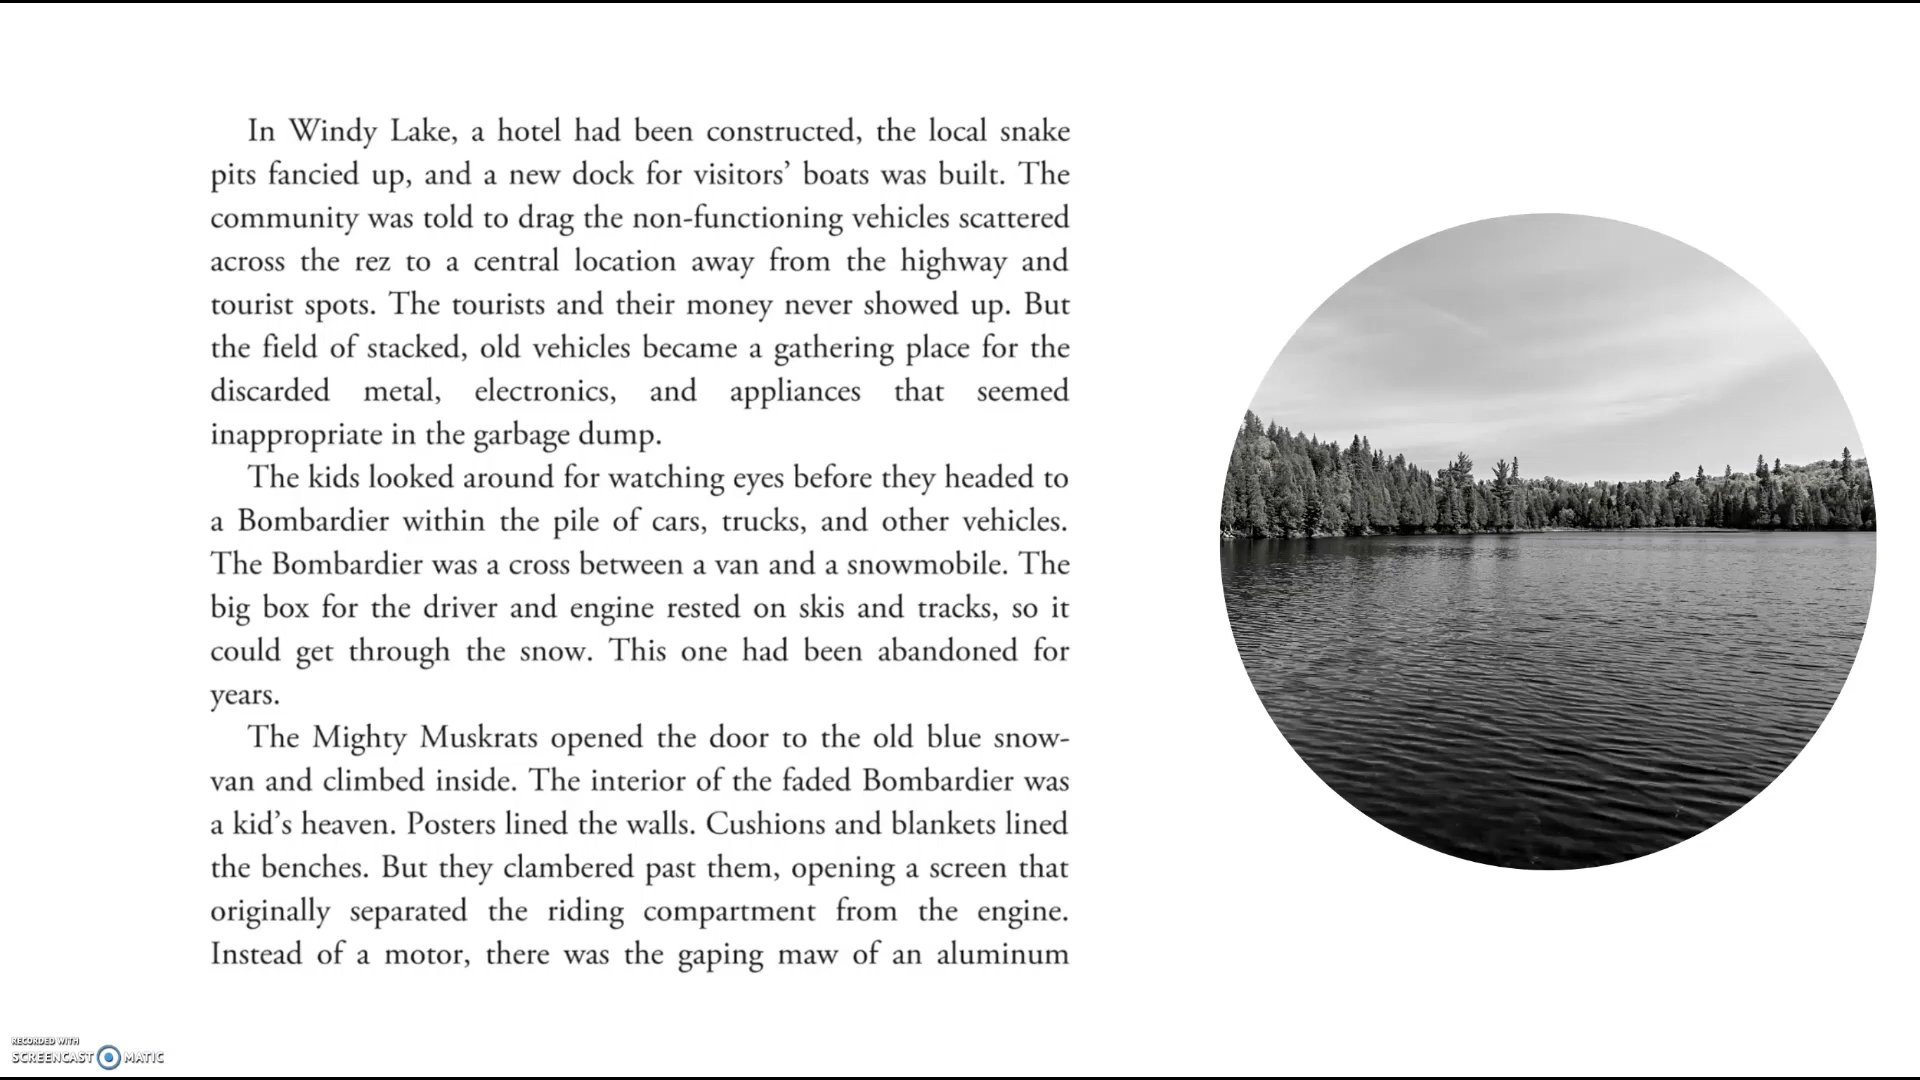 In Windy Lake, a hotel had been constructed, the local snake
pits fancied up, and a new dock for visitors’ boats was built. The
community was told to drag the non-functioning vehicles scattered
across the rez to a central location away from the highway and
tourist spots. The tourists and their money never showed up. But
the field of stacked, old vehicles became a gathering place for the
discarded metal, electronics, and appliances that seemed
inappropriate in the garbage dump.
The kids looked around for watching eyes before they headed to
a Bombardier within the pile of cars, trucks, and other vehicles.
The Bombardier was a cross between a van and a snowmobile. The
big box for the driver and engine rested on skis and tracks, so it
could get through the snow. This one had been abandoned for
years.
The Mighty Muskrats opened the door to the old blue snow-
van and climbed inside. The interior of the faded Bombardier was
a kid’s heaven. Posters lined the walls. Cushions and blankets lined
the benches. But they clambered past them, opening a screen that
originally separated the riding compartment from the engine.
Instead of a motor, there was the gaping maw of an aluminum
RECORDED WITH
SCREENCAST MATIC